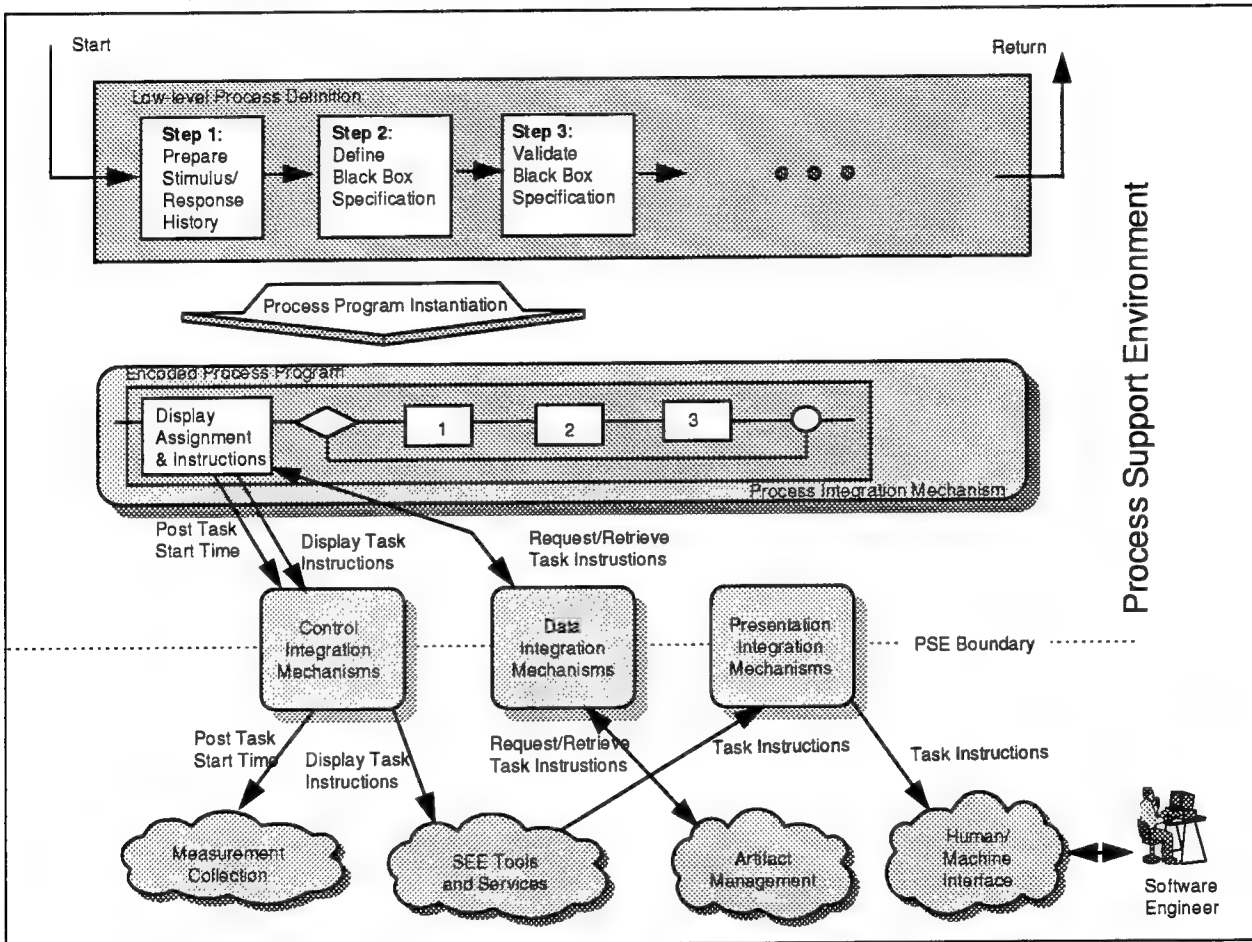 Start
Return
Low-level Process Definition
Step 1:
Prepare
Stimulus/
Response
History
Step 2:
Define
Black Box
Specification
Step 3:
Validate
Black Box
Specification
Process Support Environment
Process Program Instantiation
Encoded Process Program
Display
Assignment
& Instructions
1
2
3
Process Integration Mechanism
Post Task
Start Time
Display Task
Instructions
Request/Retrieve
Task Instrustions
Control
Integration
Mechanisms
Data
Integration
Mechanisms
Presentation
Integration
Mechanisms
PSE Boundary
Post Task
Start Time
Display Task
Instructions
Request/Retrieve
Task Instrustions
Task Instructions
Task Instructions
Measurement
Collection
SEE Tools
and Services
Artifact
Management
Human/
Machine
Interface
Software
Engineer